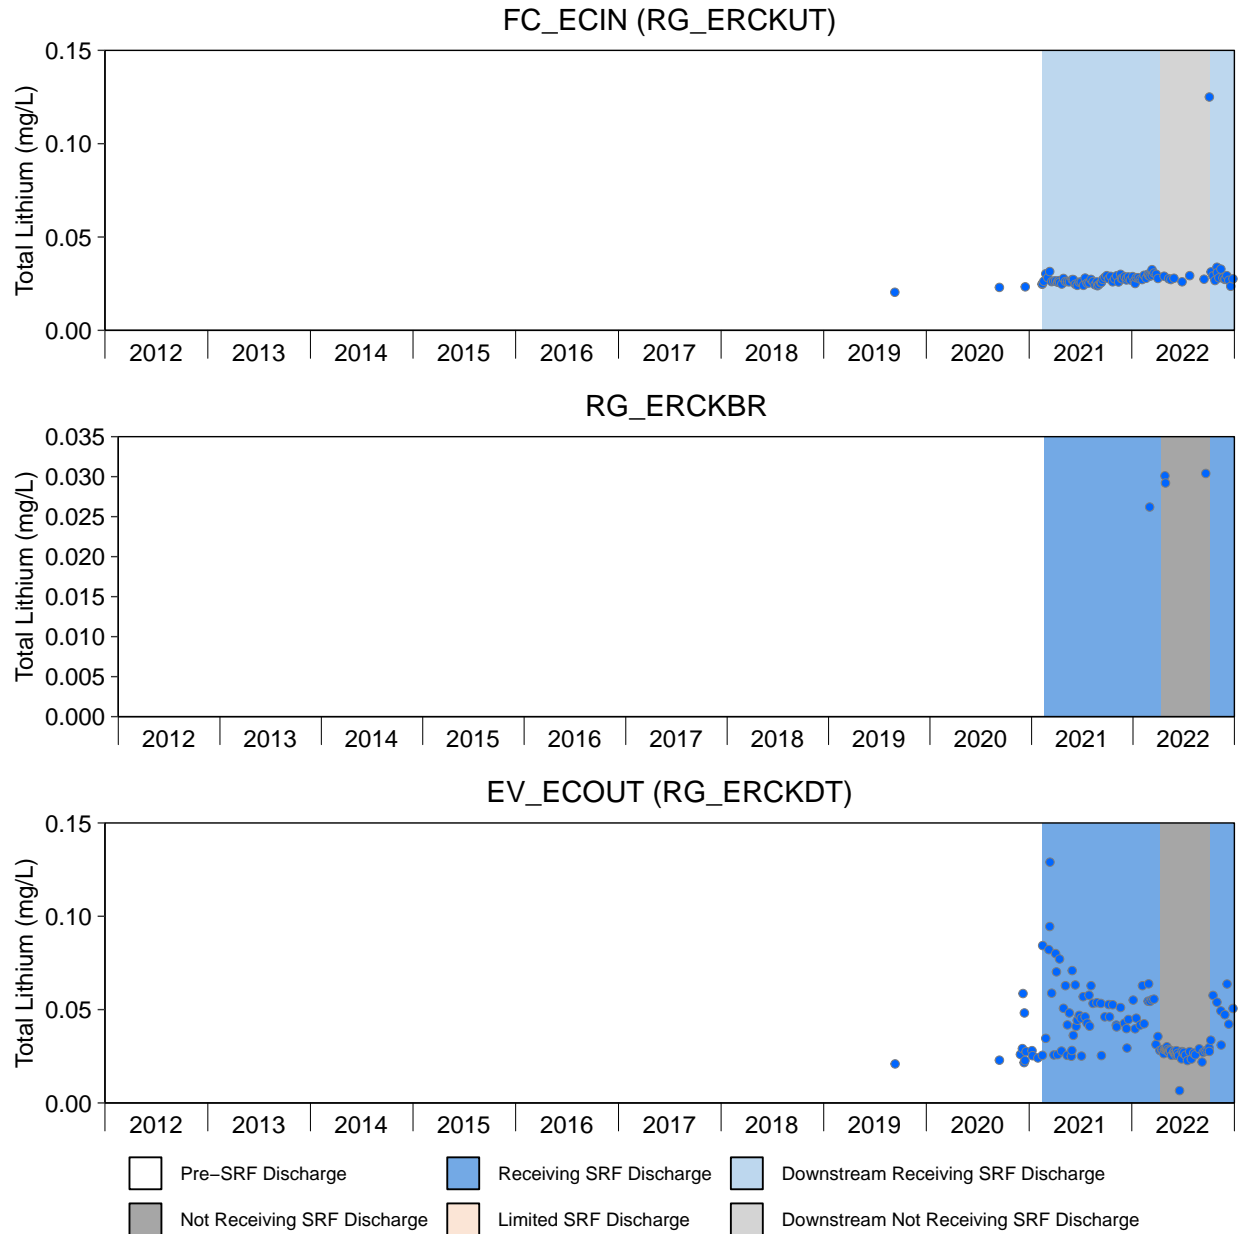 FC_ECIN (RG_ERCKUT)
Total Lithium (mg/L)
0.15
0.10
0.05
0.00
2012 2013 2014 2015 2016 2017 2018 2019 2020 2021 2022
RG_ERCKBR
Total Lithium (mg/L)
0.035
0.030
0.025
0.020
0.015
0.010
0.005
0.000
2012 2013 2014 2015 2016 2017 2018 2019 2020 2021 2022
EV_ECOUT (RG_ERCKDT)
Total Lithium (mg/L)
0.15
0.10
0.05
0.00
2012 2013 2014 2015 2016 2017 2018 2019 2020 2021 2022
Pre−SRF Discharge Receiving SRF Discharge Downstream Receiving SRF Discharge
Not Receiving SRF Discharge Limited SRF Discharge Downstream Not Receiving SRF Discharge